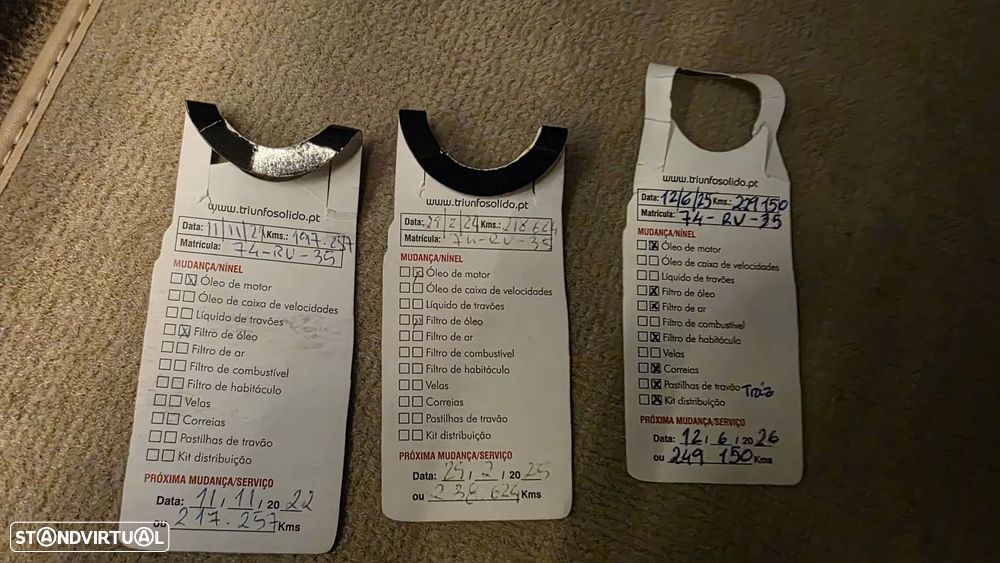 www.triunfosolido.pt
Data: 11/11/21 Kms.: 197.257
Matrícula: 74-RV-35
MUDANÇA/NÍNEL
Óleo de motor
Óleo de caixa de velocidades
Líquido de travões
Filtro de óleo
Filtro de ar
Filtro de combustível
Filtro de habitáculo
Velas
Correias
Pastilhas de travão
Kit distribuição
PRÓXIMA MUDANÇA/SERVIÇO
Data: 11 / 11 / 20 22
ou 217.257 Kms
www.triunfosolido.pt
Data: 29/2/24 Kms.:
Matrícula: 74-RV-35
MUDANÇA/NÍNEL
Óleo de motor
Óleo de caixa de velocidades
Líquido de travões
Filtro de óleo
Filtro de ar
Filtro de combustível
Filtro de habitáculo
Velas
Correias
Pastilhas de travão
Kit distribuição
PRÓXIMA MUDANÇA/SERVIÇO
Data: / 2 / 20 25
ou Kms
www.triunfosolido.pt
Data: 12/6/25 Kms.: 229150
Matrícula: 74-RV-35
MUDANÇA/NÍNEL
Óleo de motor
Óleo de caixa de velocidades
Líquido de travões
Filtro de óleo
Filtro de ar
Filtro de combustível
Filtro de habitáculo
Velas
Correias
Pastilhas de travão Trás
Kit distribuição
PRÓXIMA MUDANÇA/SERVIÇO
Data: 12 / 6 / 20 26
ou 249 150 Kms
STANDVIRTUAL